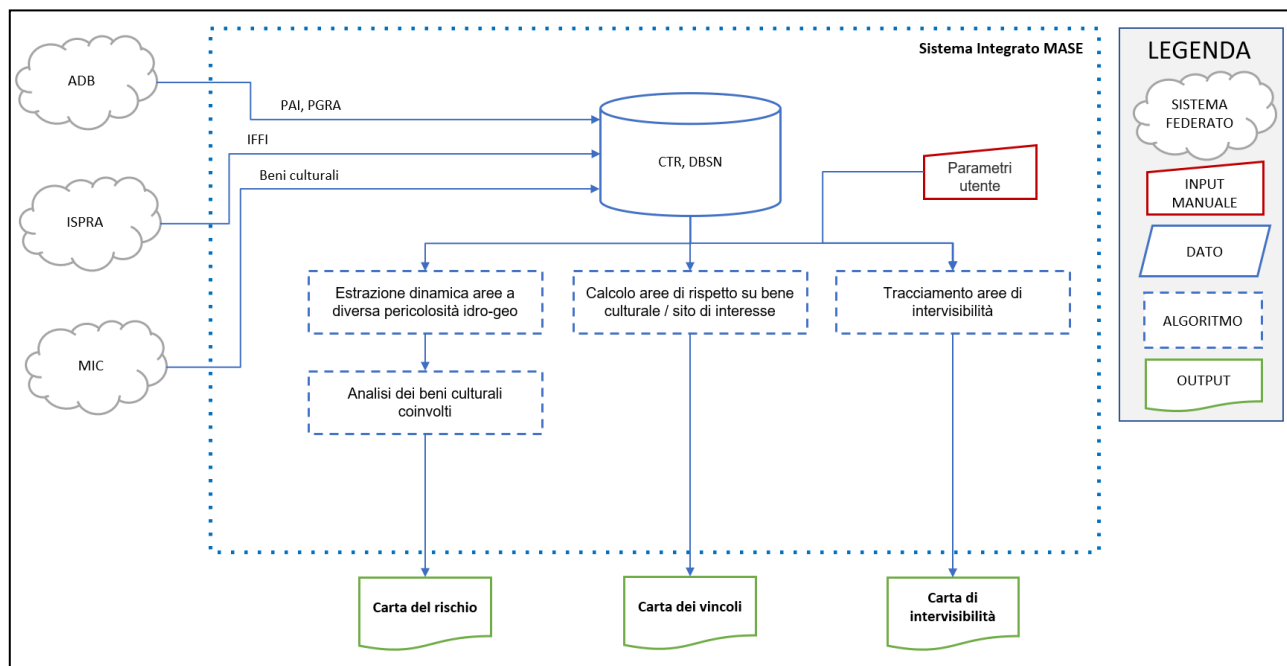 Sistema Integrato MASE
ADB
PAI, PGRA
IFFI
Beni culturali
ISPRA
MIC
CTR, DBSN
Parametri
utente
Estrazione dinamica aree a
diversa pericolosità idro-geo
Calcolo aree di rispetto su bene
culturale / sito di interesse
Tracciamento aree di
intervisibilità
Analisi dei beni culturali
coinvolti
Carta del rischio
Carta dei vincoli
Carta di
intervisibilità
LEGENDA
SISTEMA
FEDERATO
INPUT
MANUALE
DATO
ALGORITMO
OUTPUT